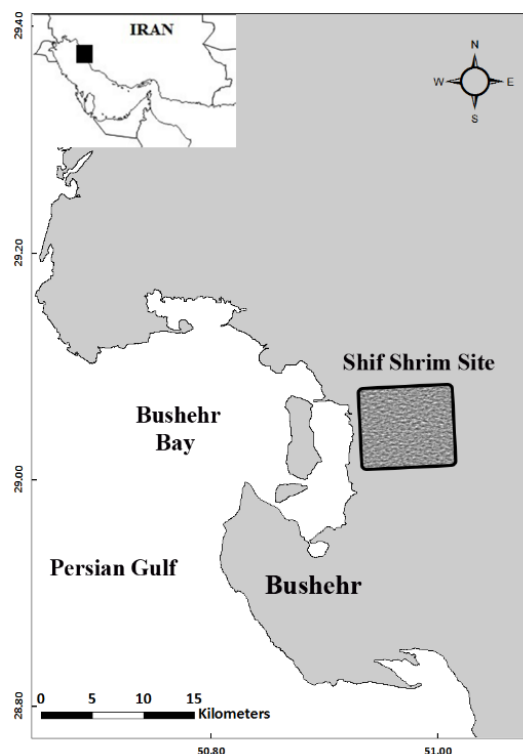 29.40
IRAN
N
W E
S
29.20
Shif Shrim Site
Bushehr
Bay
29.00
Persian Gulf
Bushehr
28.80
0 5 10 15
Kilometers
50.80 51.00